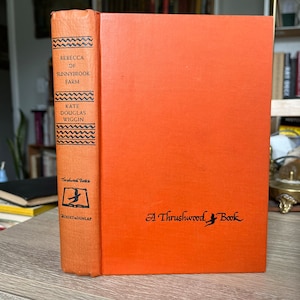 REBECCA
OF
SUNNYBROOK
FARM
KATE
DOUGLAS
WIGGIN
Thrushwood Books
GROSSET & DUNLAP
A Thrushwood Book